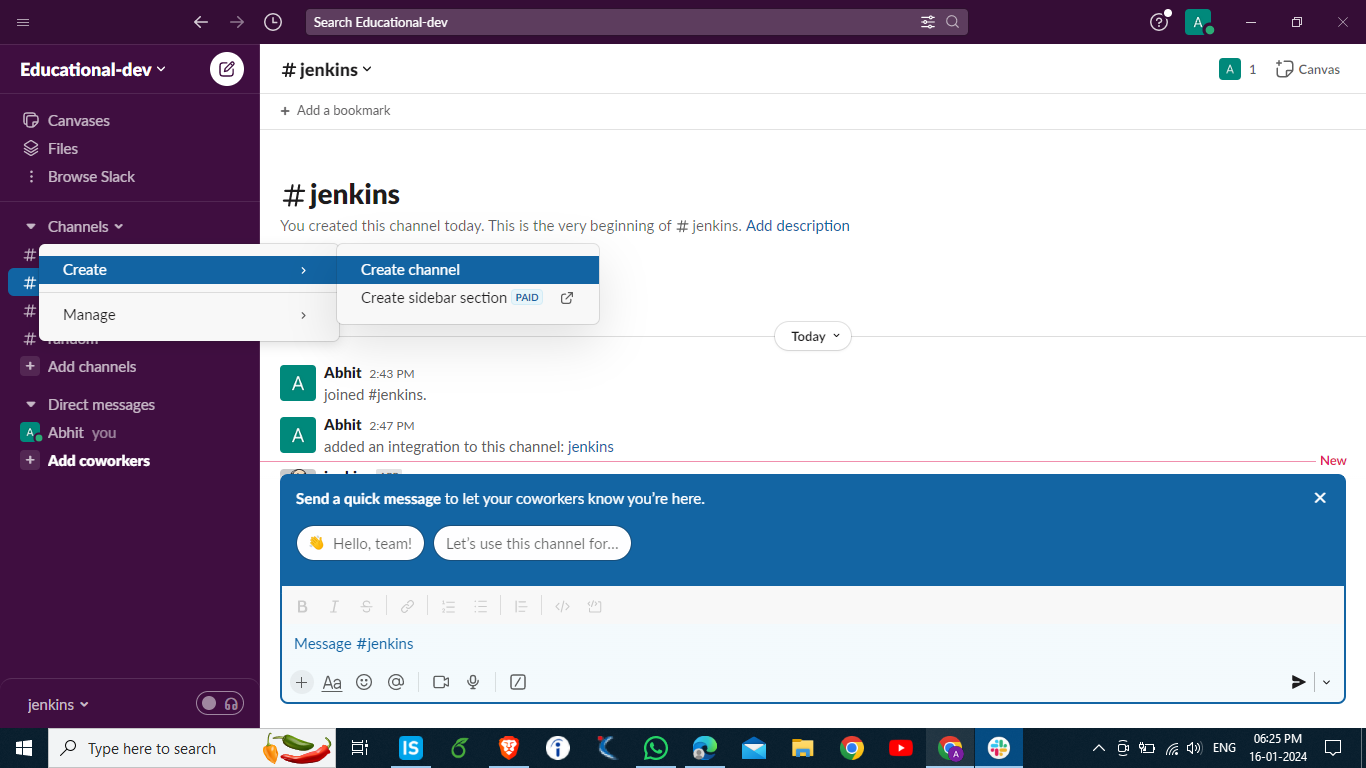 Search Educational-dev
A
Educational-dev
# jenkins
A 1 Canvas
+ Add a bookmark
Canvases
Files
Browse Slack
Channels
#
#
#
#
Create
Manage
Create channel
Create sidebar section PAID
+ Add channels
Direct messages
A Abhit you
+ Add coworkers
jenkins
# jenkins
You created this channel today. This is the very beginning of # jenkins. Add description
Today
A
Abhit 2:43 PM
joined #jenkins.
A
Abhit 2:47 PM
added an integration to this channel: jenkins
New
Send a quick message to let your coworkers know you’re here.
👋 Hello, team!
Let’s use this channel for...
B I S
Message #jenkins
+ Aa @
Type here to search
IS
A
ENG
06:25 PM
16-01-2024